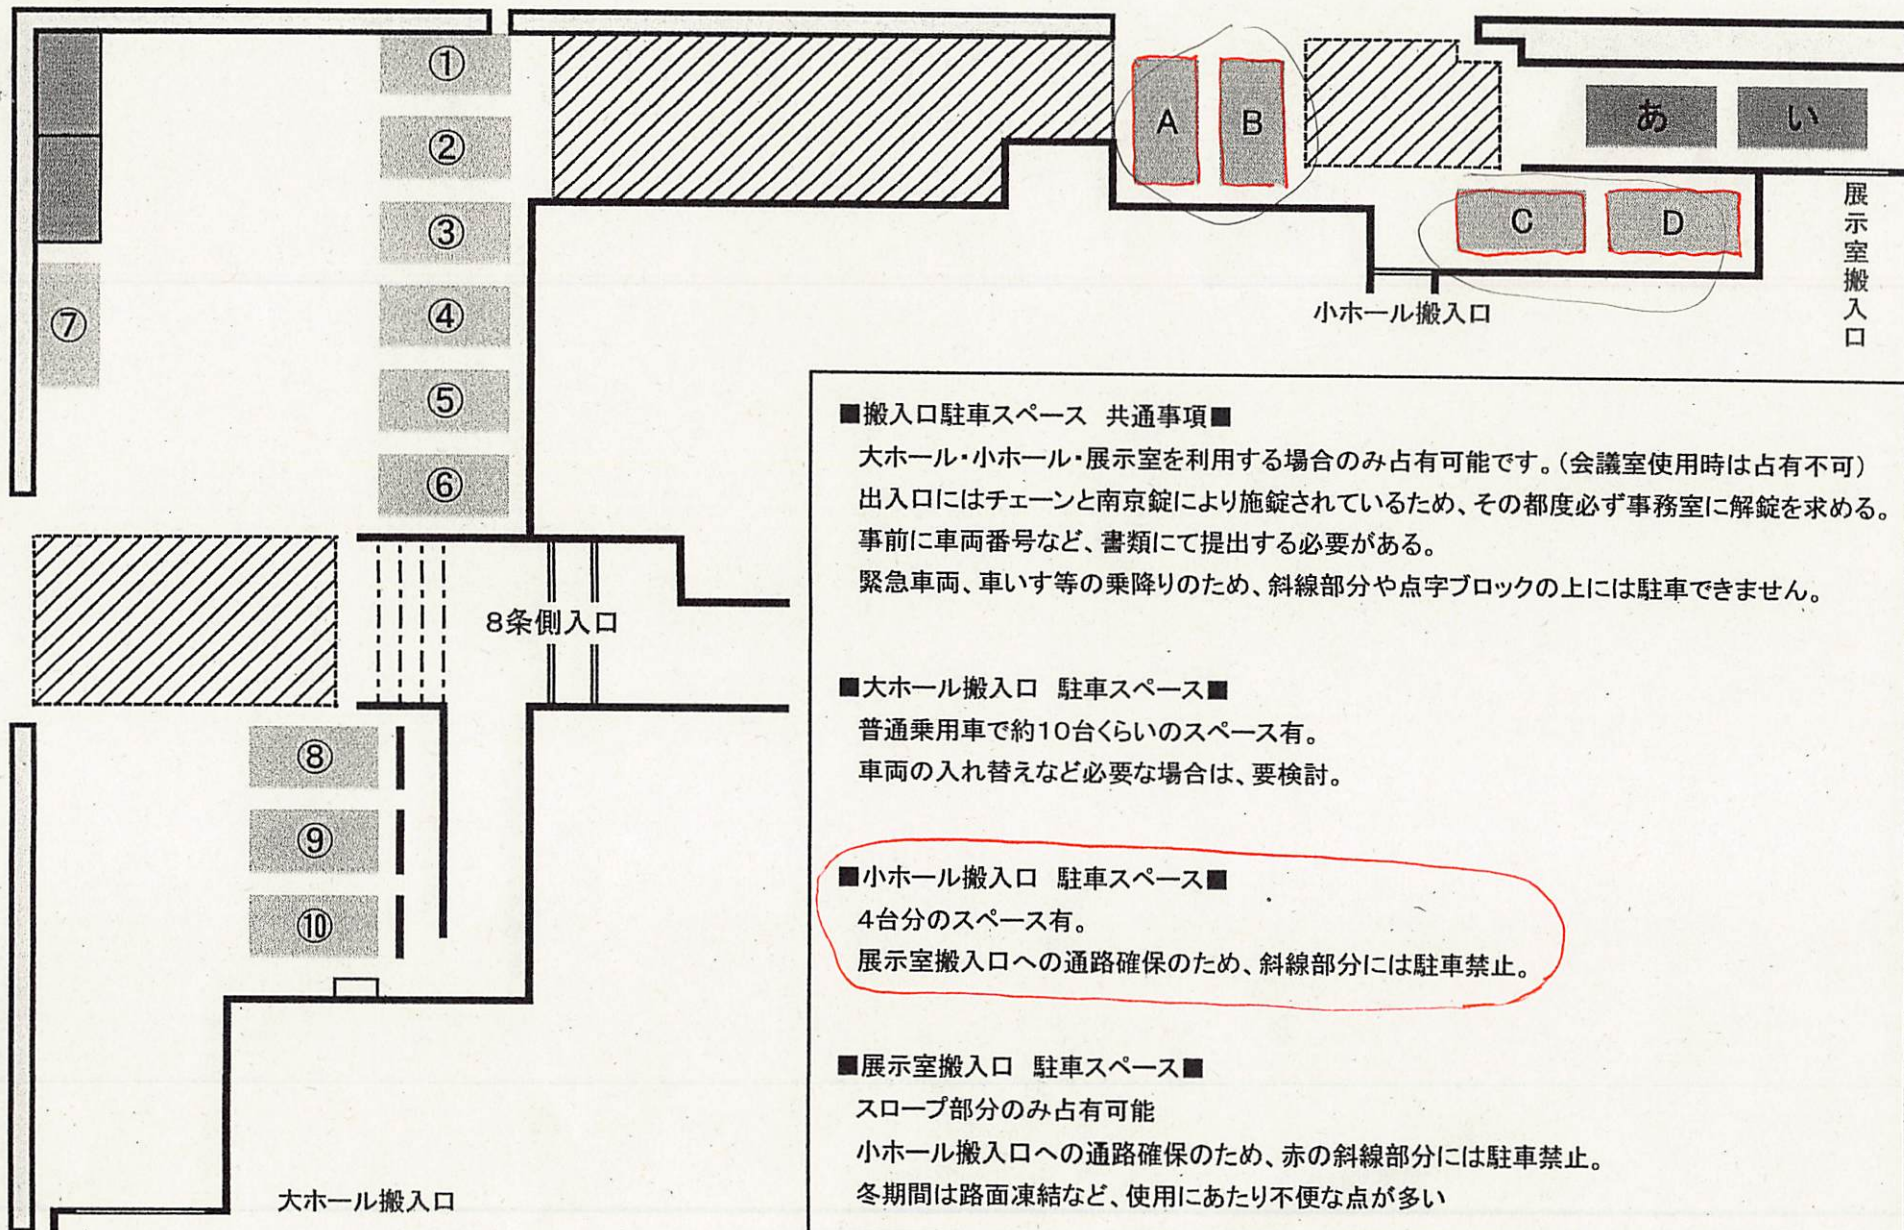 ①
②
③
④
⑤
⑥
⑦
⑧
⑨
⑩
A
B
C
D
あ
い
展示室搬入口
小ホール搬入口
8条側入口
大ホール搬入口
■搬入口駐車スペース 共通事項■
大ホール・小ホール・展示室を利用する場合のみ占有可能です。(会議室使用時は占有不可)
出入口にはチェーンと南京錠により施錠されているため、その都度必ず事務室に解錠を求める。
事前に車両番号など、書類にて提出する必要がある。
緊急車両、車いす等の乗降りのため、斜線部分や点字ブロックの上には駐車できません。
■大ホール搬入口 駐車スペース■
普通乗用車で約10台くらいのスペース有。
車両の入れ替えなど必要な場合は、要検討。
■小ホール搬入口 駐車スペース■
4台分のスペース有。
展示室搬入口への通路確保のため、斜線部分には駐車禁止。
■展示室搬入口 駐車スペース■
スロープ部分のみ占有可能
小ホール搬入口への通路確保のため、赤の斜線部分には駐車禁止。
冬期間は路面凍結など、使用にあたり不便な点が多い